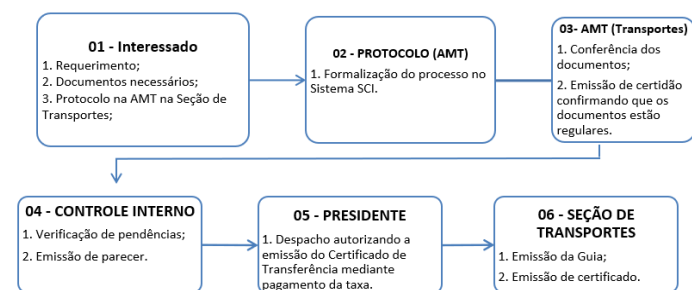 01 - Interessado
1. Requerimento;
2. Documentos necessários;
3. Protocolo na AMT na Seção de
Transportes;
02 - PROTOCOLO (AMT)
1. Formalização do processo no
Sistema SCI.
03- AMT (Transportes)
1. Conferência dos
documentos;
2. Emissão de certidão
confirmando que os
documentos estão
regulares.
04 - CONTROLE INTERNO
1. Verificação de pendências;
2. Emissão de parecer.
05 - PRESIDENTE
1. Despacho autorizando a
emissão do Certificado de
Transferência mediante
pagamento da taxa.
06 - SEÇÃO DE
TRANSPORTES
1. Emissão da Guia;
2. Emissão de certificado.